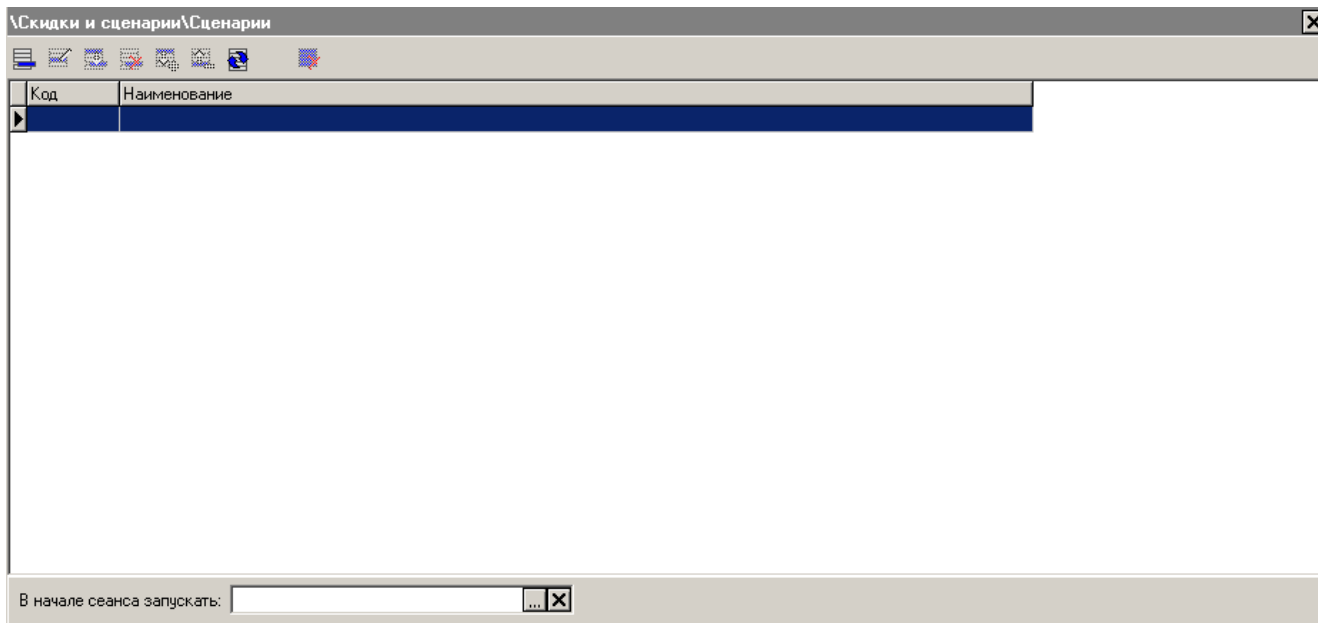 \Скидки и сценарии\Сценарии
Код Наименование
В начале сеанса запускать: ...